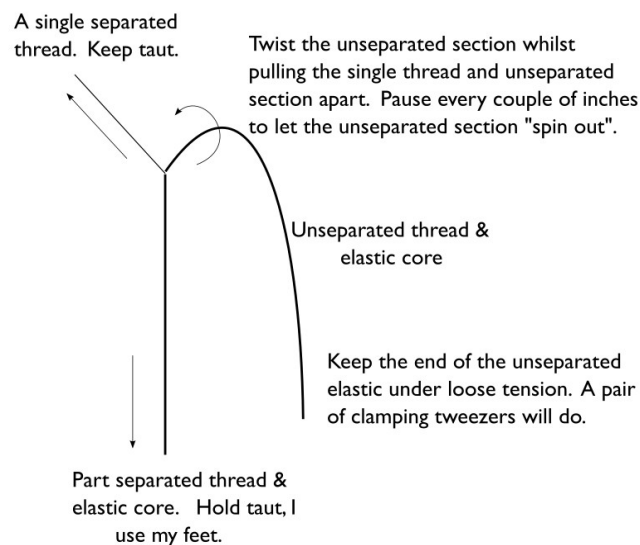 A single separated
thread. Keep taut.
Twist the unseparated section whilst
pulling the single thread and unseparated
section apart. Pause every couple of inches
to let the unseparated section "spin out".
Unseparated thread &
elastic core
Keep the end of the unseparated
elastic under loose tension. A pair
of clamping tweezers will do.
Part separated thread &
elastic core. Hold taut, I
use my feet.